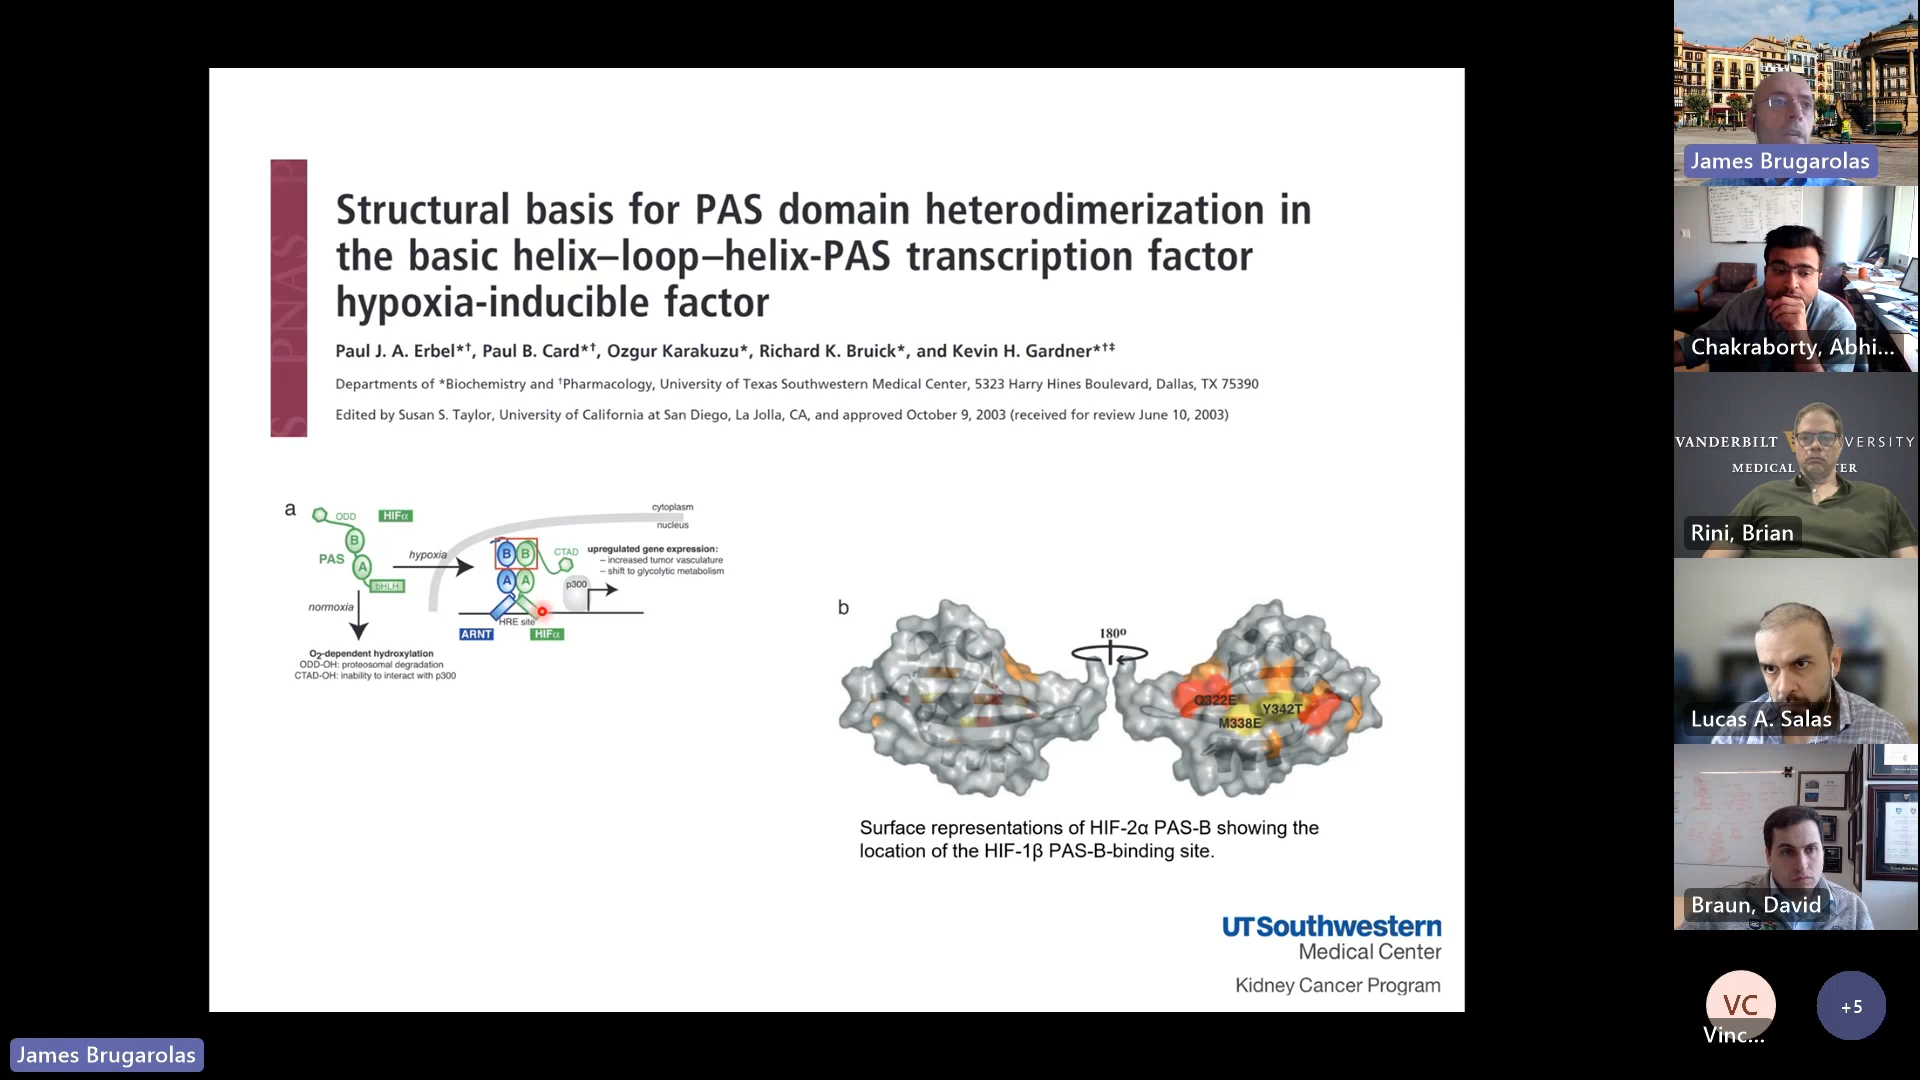 Structural basis for PAS domain heterodimerization in
the basic helix–loop–helix-PAS transcription factor
hypoxia-inducible factor
Paul J. A. Erbel*†, Paul B. Card*†, Ozgur Karakuzu*, Richard K. Bruick*, and Kevin H. Gardner*†‡
Departments of *Biochemistry and †Pharmacology, University of Texas Southwestern Medical Center, 5323 Harry Hines Boulevard, Dallas, TX 75390
Edited by Susan S. Taylor, University of California at San Diego, La Jolla, CA, and approved October 9, 2003 (received for review June 10, 2003)
PNAS
a
ODD
HIFα
B
PAS
A
bHLH
hypoxia
normoxia
O2-dependent hydroxylation
ODD-OH: proteosomal degradation
CTAD-OH: inability to interact with p300
cytoplasm
nucleus
B B
CTAD
A A
p300
upregulated gene expression:
– increased tumor vasculature
– shift to glycolytic metabolism
HRE site
ARNT
HIFα
b
180º
Q322E
Y342T
M338E
Surface representations of HIF-2α PAS-B showing the
location of the HIF-1β PAS-B-binding site.
UTSouthwestern
Medical Center
Kidney Cancer Program
James Brugarolas
James Brugarolas
Chakraborty, Abhi...
VANDERBILT
MEDICAL
Rini, Brian
Lucas A. Salas
Braun, David
VC
Vinc...
+5